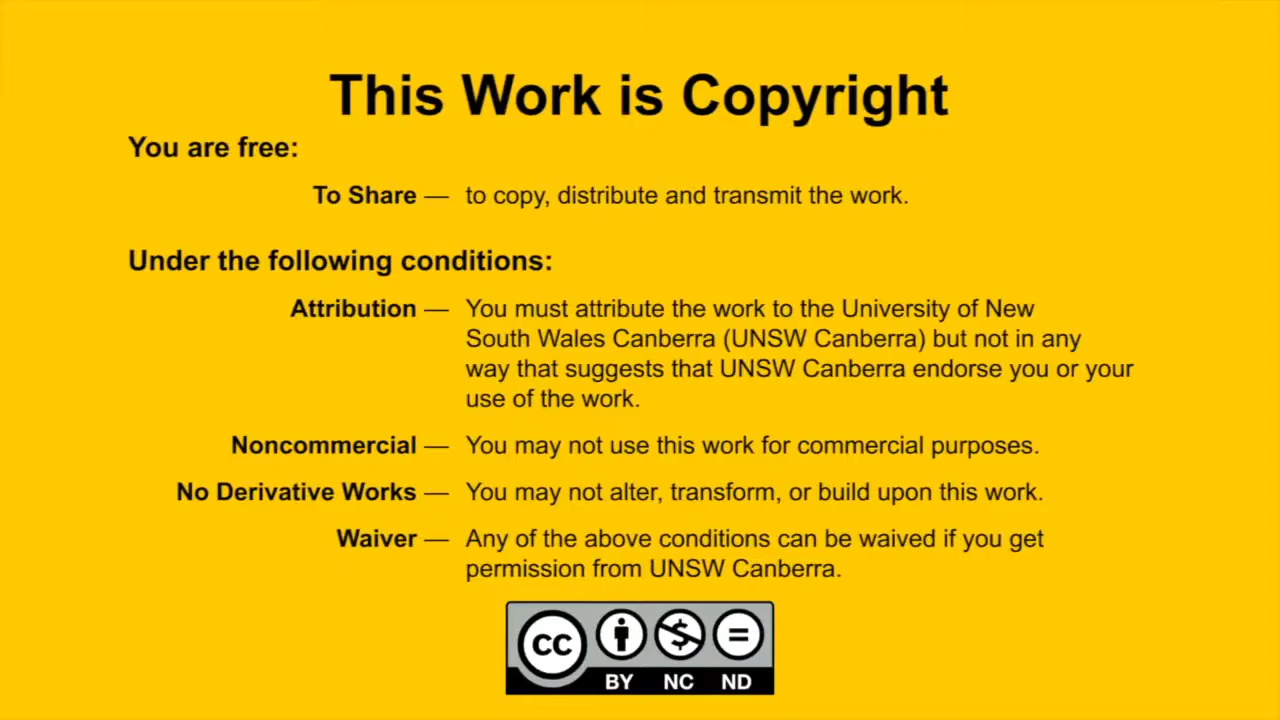 This Work is Copyright
You are free:
To Share — to copy, distribute and transmit the work.
Under the following conditions:
Attribution — You must attribute the work to the University of New
South Wales Canberra (UNSW Canberra) but not in any
way that suggests that UNSW Canberra endorse you or your
use of the work.
Noncommercial — You may not use this work for commercial purposes.
No Derivative Works — You may not alter, transform, or build upon this work.
Waiver — Any of the above conditions can be waived if you get
permission from UNSW Canberra.
CC $ =
BY NC ND